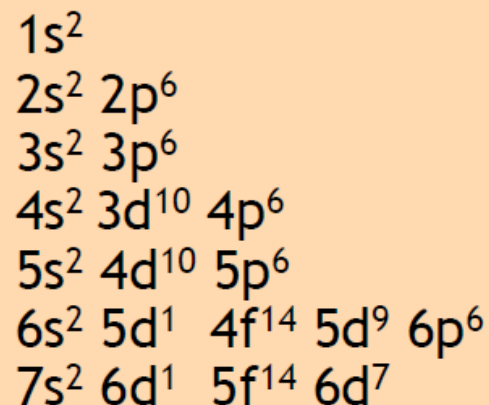 1s²
2s² 2p⁶
3s² 3p⁶
4s² 3d¹⁰ 4p⁶
5s² 4d¹⁰ 5p⁶
6s² 5d¹ 4f¹⁴ 5d⁹ 6p⁶
7s² 6d¹ 5f¹⁴ 6d⁷